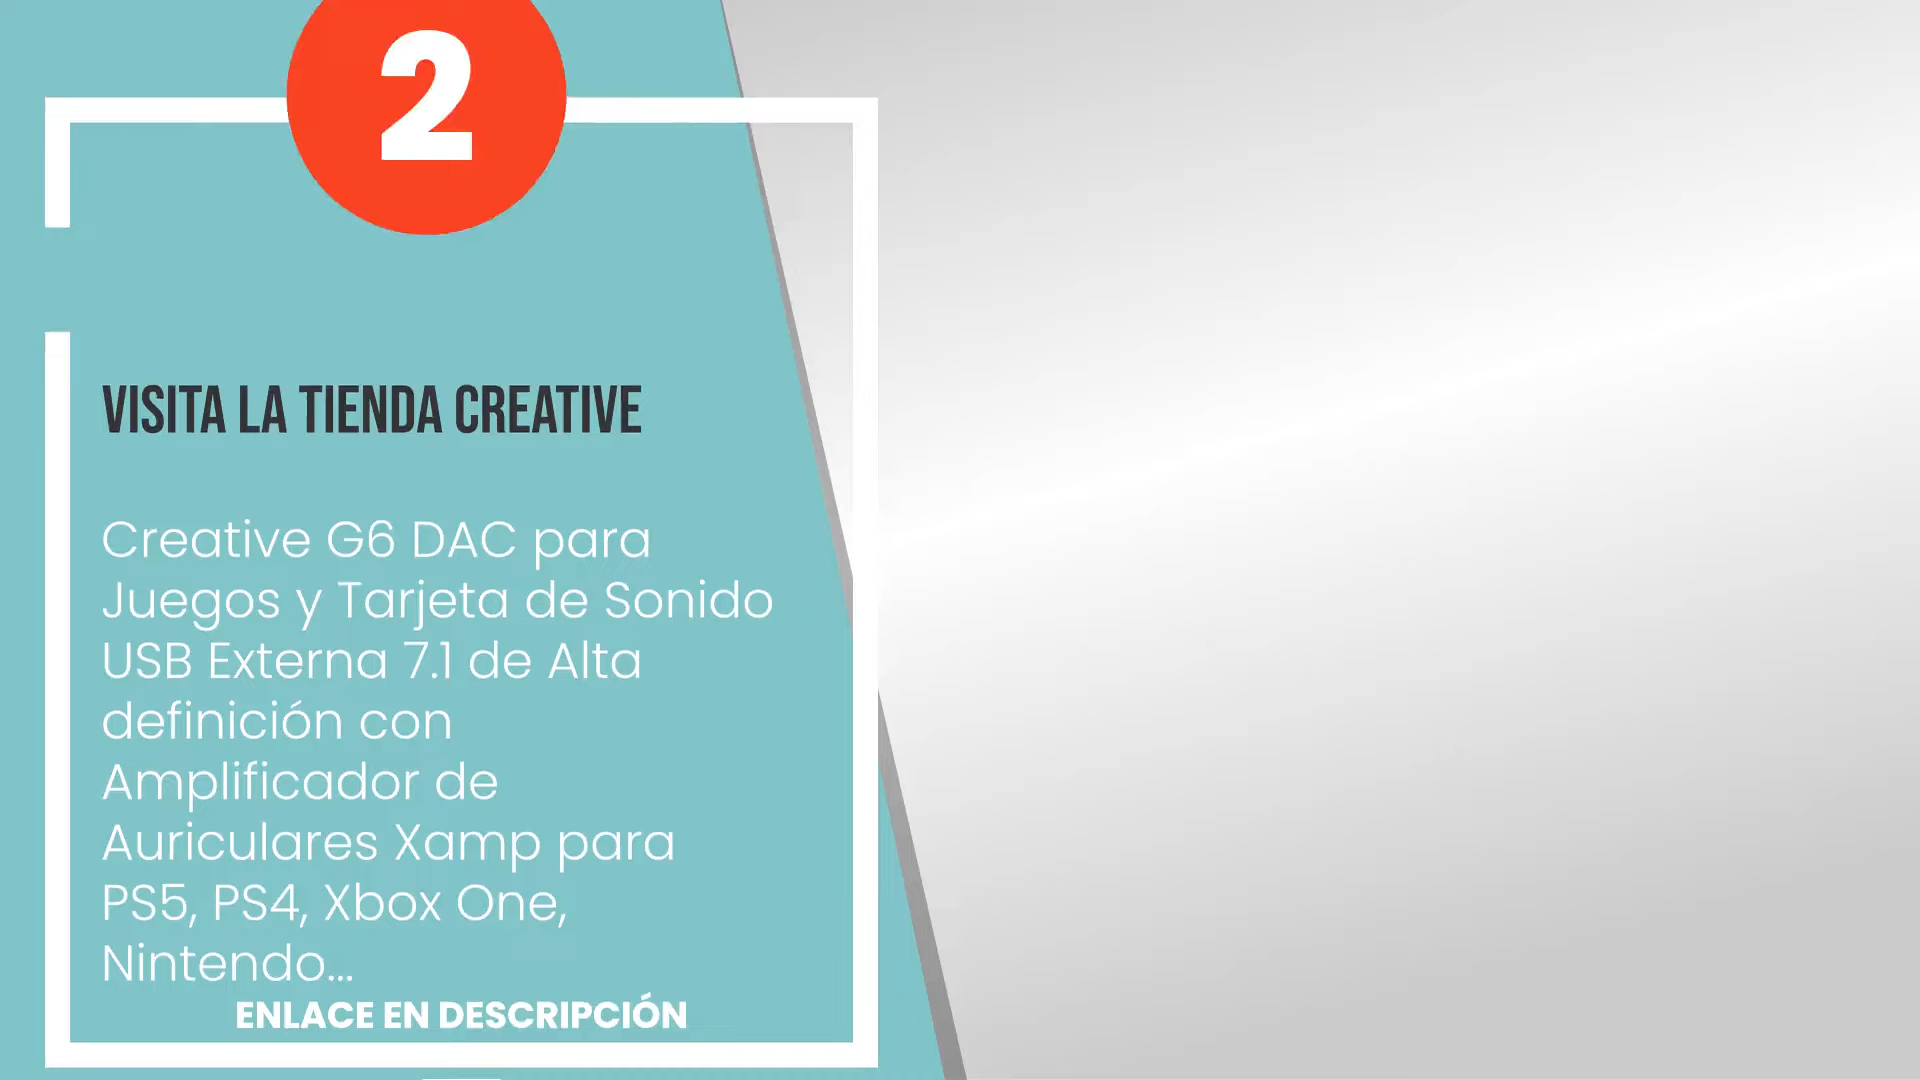 2
VISITA LA TIENDA CREATIVE
Creative G6 DAC para
Juegos y Tarjeta de Sonido
USB Externa 7.1 de Alta
definición con
Amplificador de
Auriculares Xamp para
PS5, PS4, Xbox One,
Nintendo...
ENLACE EN DESCRIPCIÓN